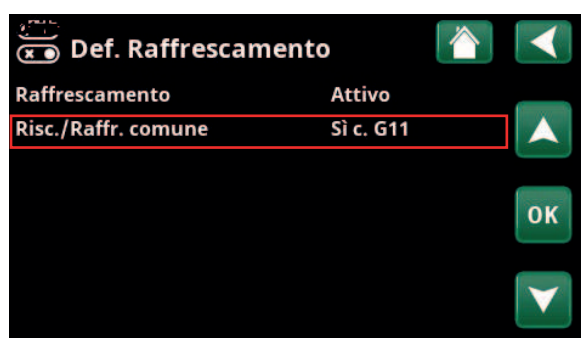 Def. Raffrescamento
Raffrescamento Attivo
Risc./Raffr. comune Sì c. G11
OK